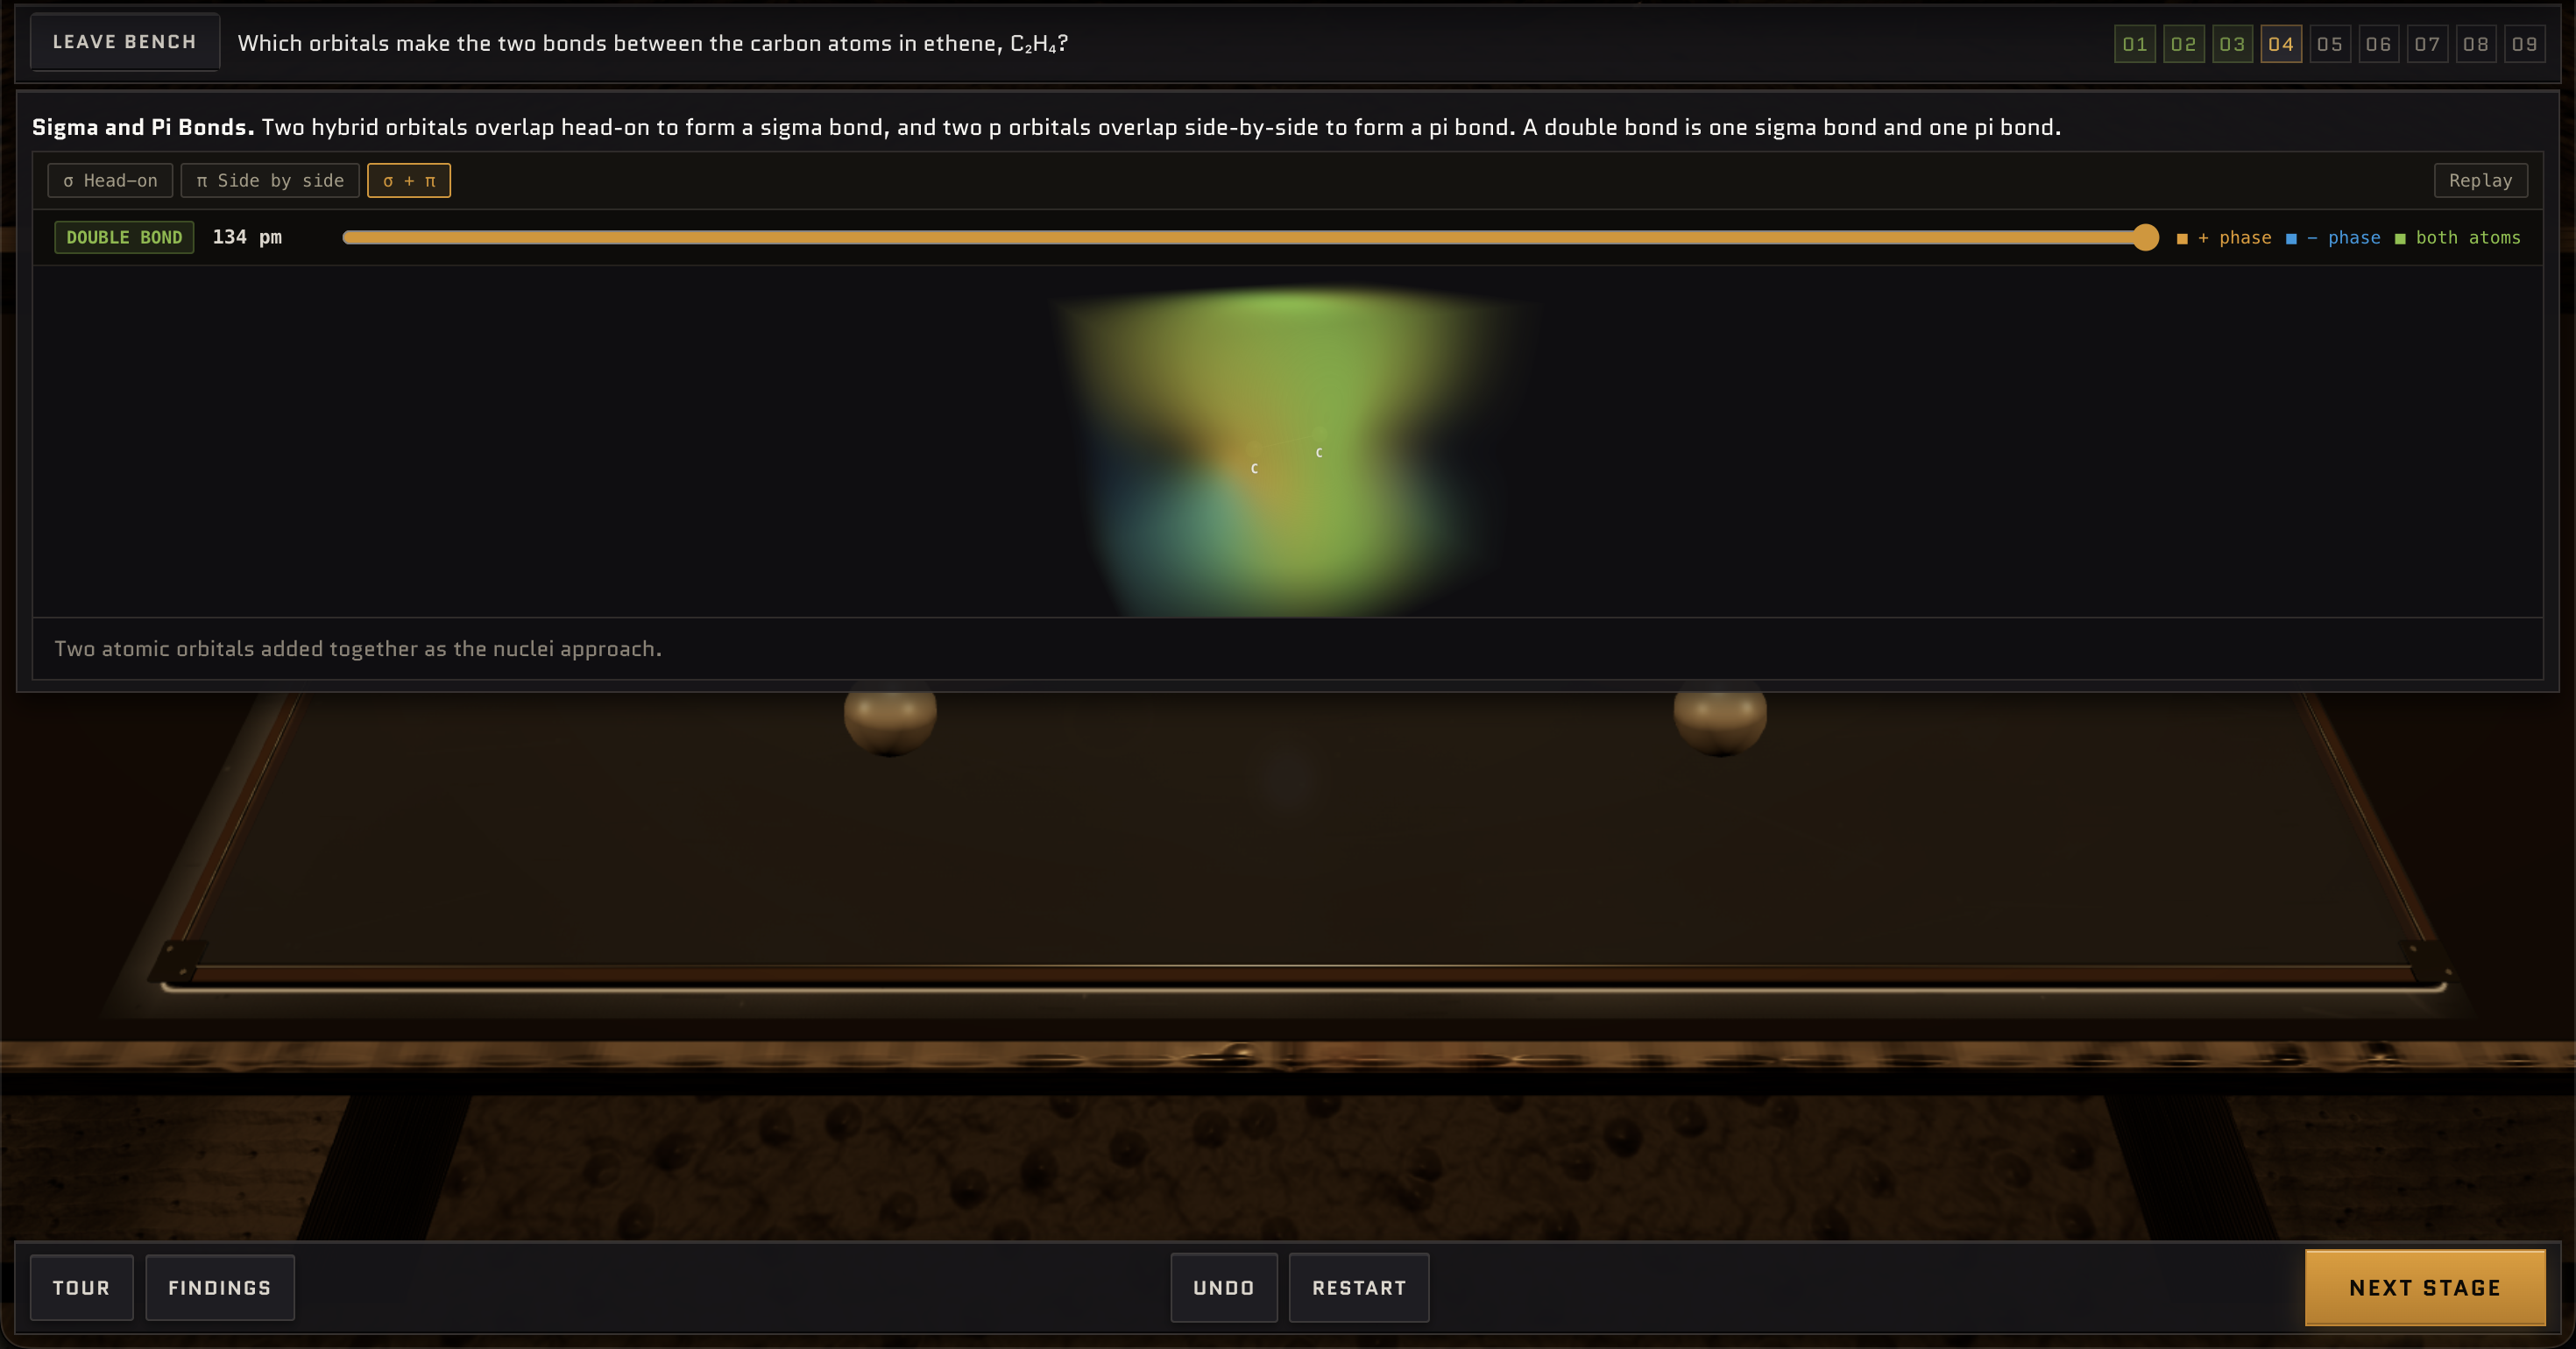 LEAVE BENCH
Which orbitals make the two bonds between the carbon atoms in ethene, C₂H₄?
01 02 03 04 05 06 07 08 09
Sigma and Pi Bonds. Two hybrid orbitals overlap head-on to form a sigma bond, and two p orbitals overlap side-by-side to form a pi bond. A double bond is one sigma bond and one pi bond.
σ Head-on π Side by side σ + π Replay
DOUBLE BOND 134 pm + phase − phase both atoms
C
C
Two atomic orbitals added together as the nuclei approach.
TOUR FINDINGS UNDO RESTART NEXT STAGE